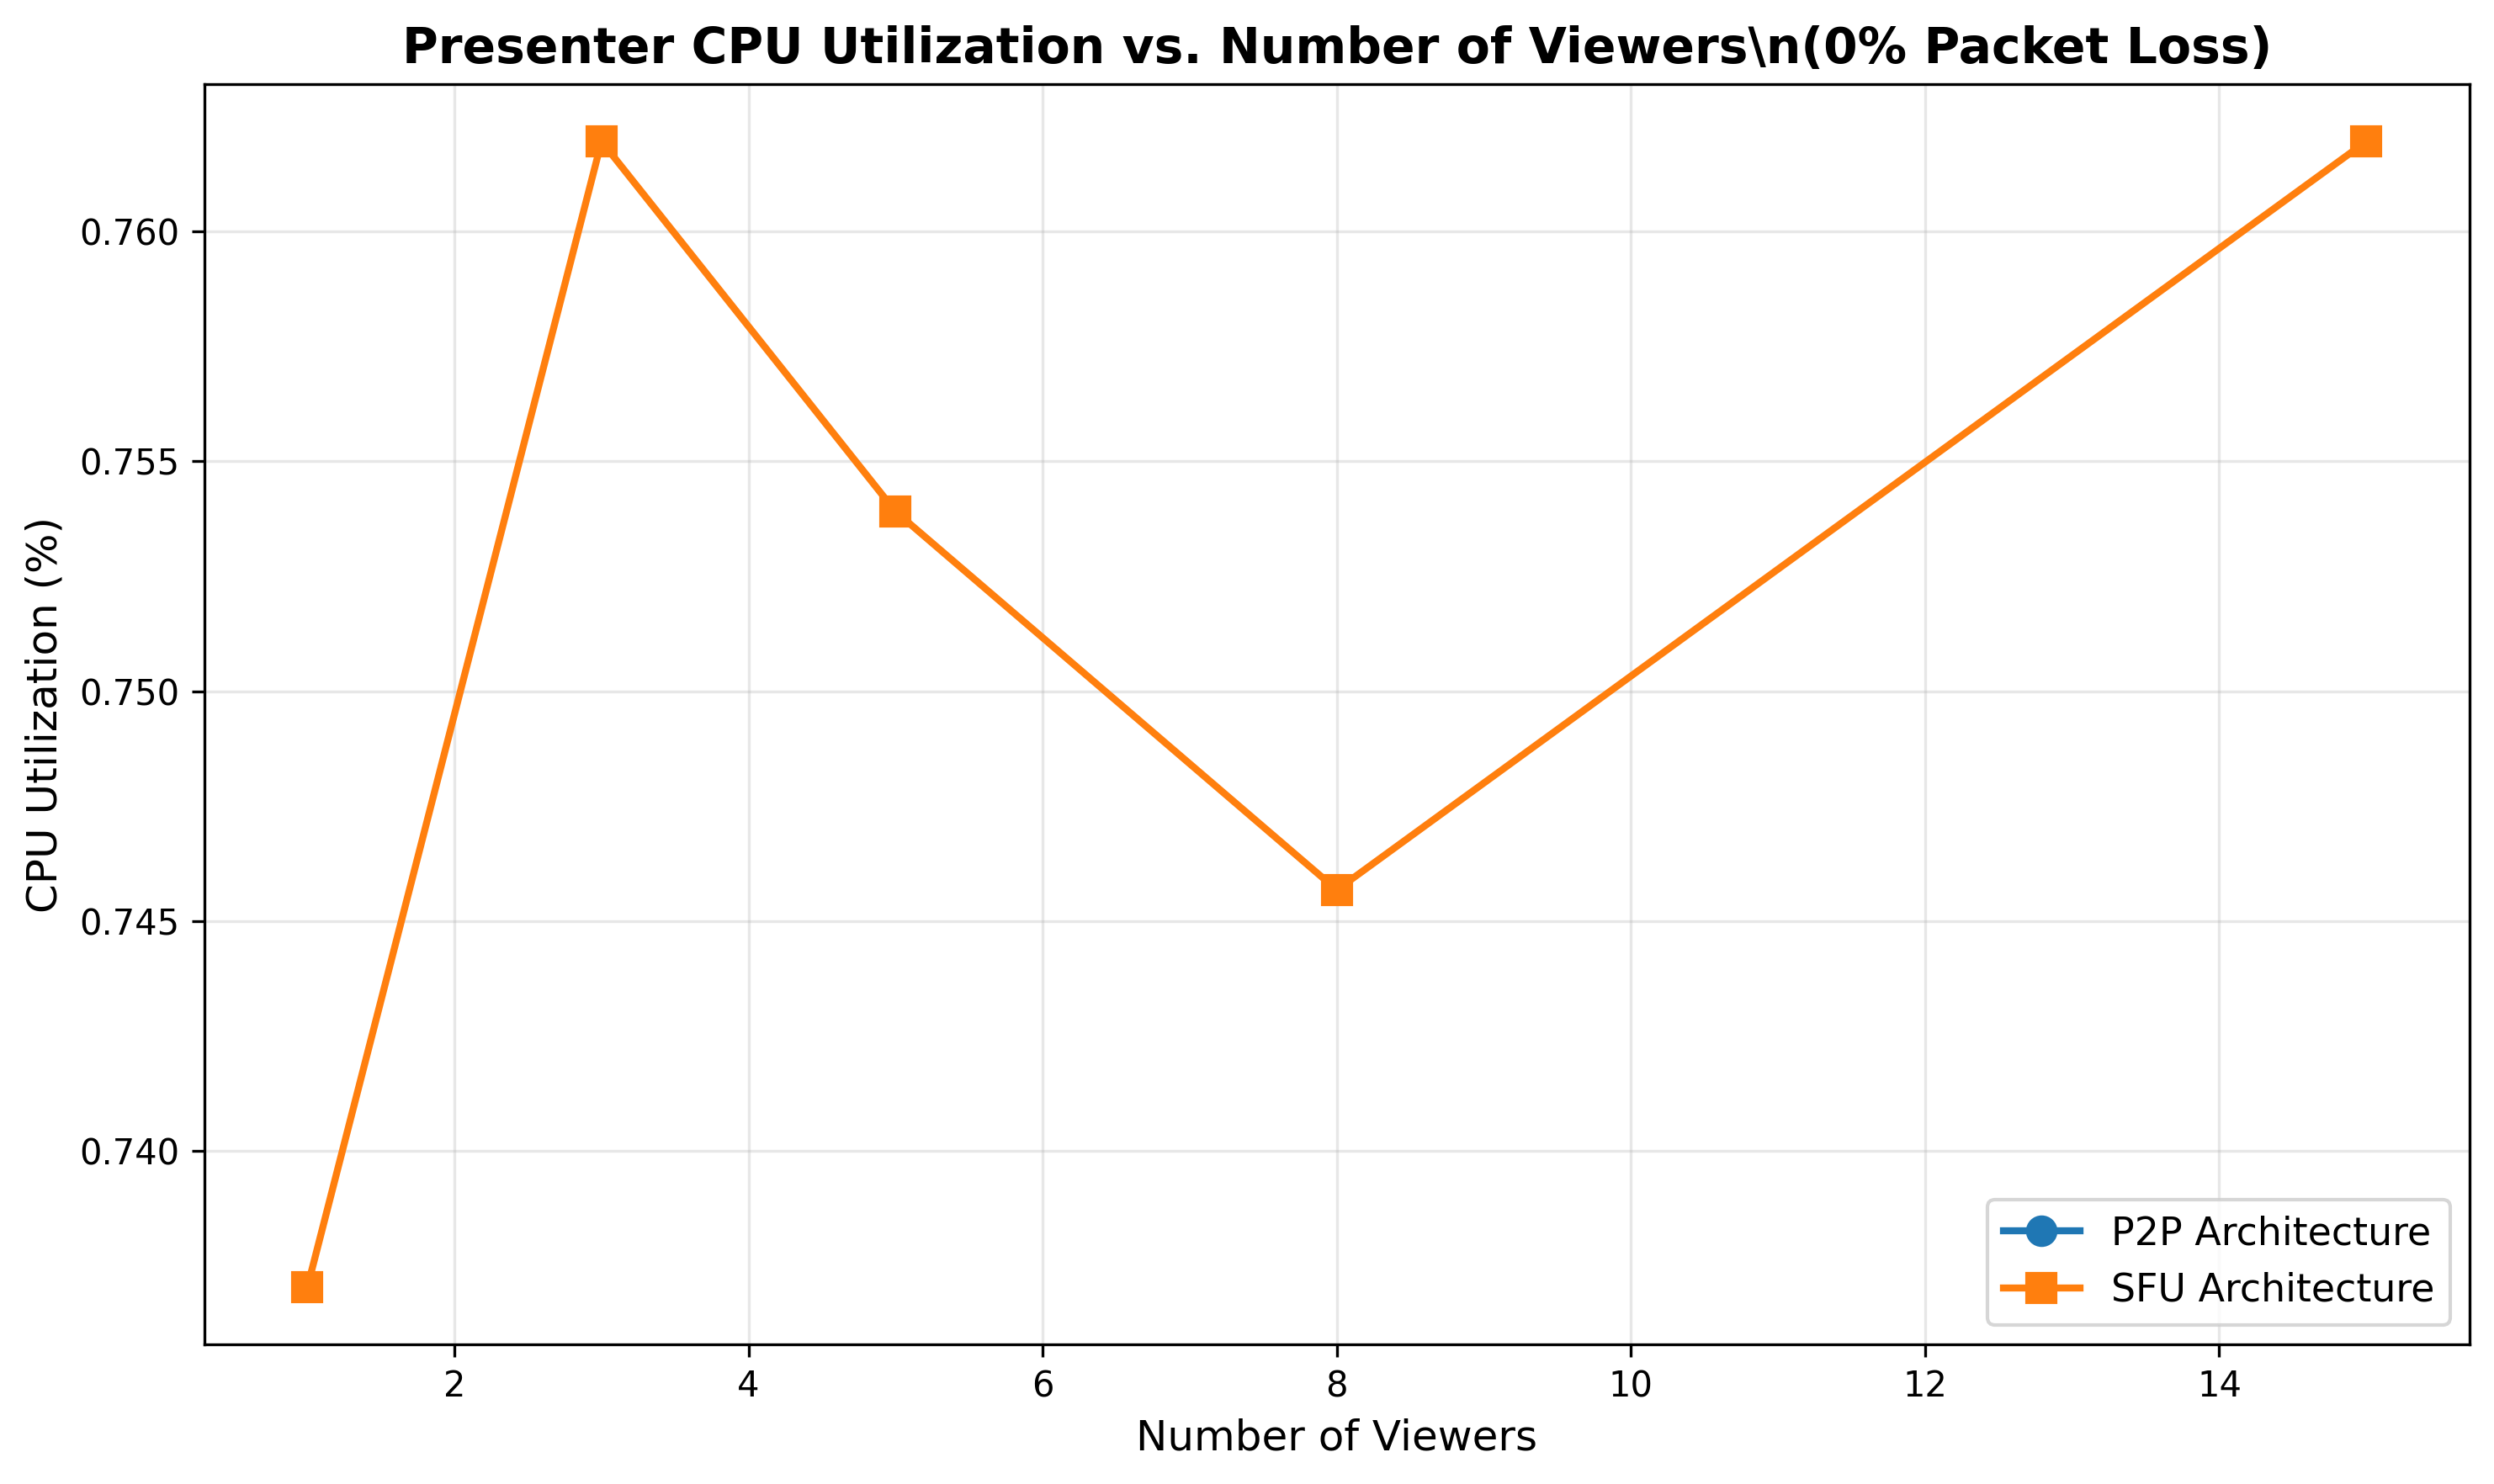 Presenter CPU Utilization vs. Number of Viewers\n(0% Packet Loss)
CPU Utilization (%)
0.760
0.755
0.750
0.745
0.740
P2P Architecture
SFU Architecture
2 4 6 8 10 12 14
Number of Viewers